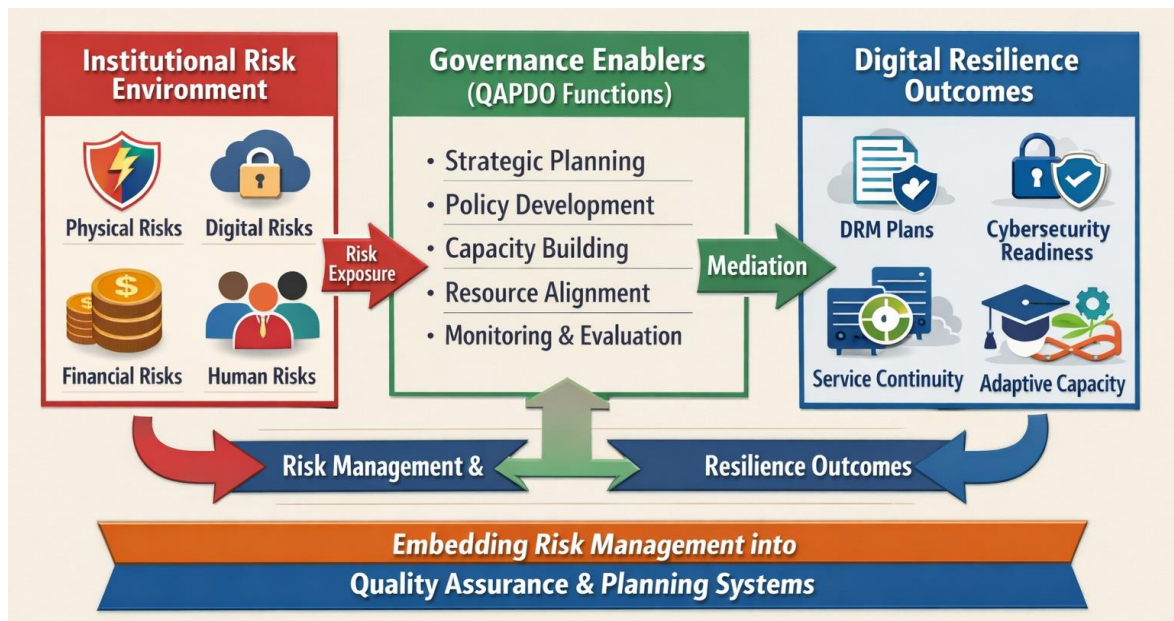 Institutional Risk
Environment
Physical Risks
Digital Risks
Financial Risks
Human Risks
Risk
Exposure
Governance Enablers
(QAPDO Functions)
• Strategic Planning
• Policy Development
• Capacity Building
• Resource Alignment
• Monitoring & Evaluation
Mediation
Digital Resilience
Outcomes
DRM Plans
Cybersecurity
Readiness
Service Continuity
Adaptive Capacity
Risk Management &
Resilience Outcomes
Embedding Risk Management into
Quality Assurance & Planning Systems